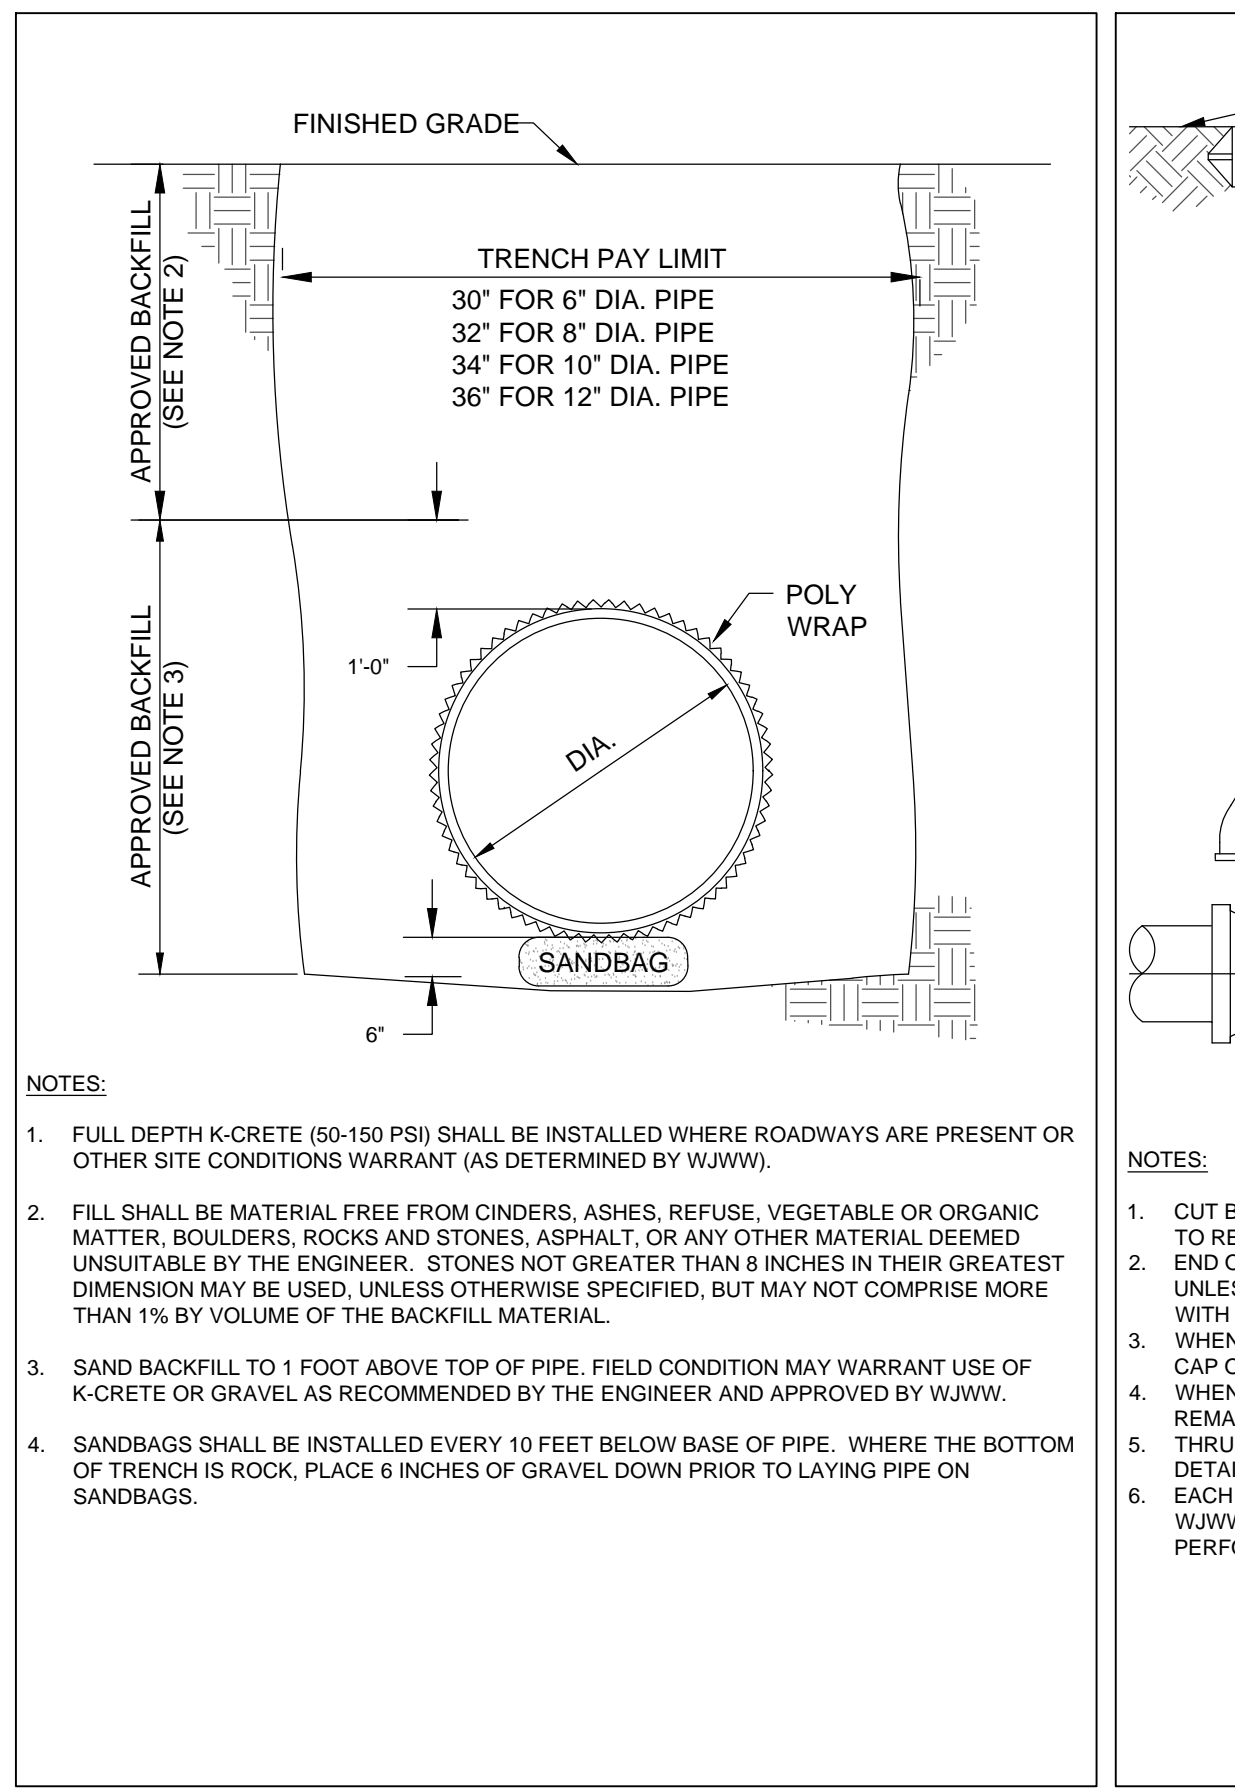 FINISHED GRADE
TRENCH PAY LIMIT
30" FOR 6" DIA. PIPE
32" FOR 8" DIA. PIPE
34" FOR 10" DIA. PIPE
36" FOR 12" DIA. PIPE
APPROVED BACKFILL
(SEE NOTE 2)
APPROVED BACKFILL
(SEE NOTE 3)
POLY
WRAP
1'-0"
DIA.
SANDBAG
6"
NOTES:
1. FULL DEPTH K-CRETE (50-150 PSI) SHALL BE INSTALLED WHERE ROADWAYS ARE PRESENT OR
OTHER SITE CONDITIONS WARRANT (AS DETERMINED BY WJWW).
2. FILL SHALL BE MATERIAL FREE FROM CINDERS, ASHES, REFUSE, VEGETABLE OR ORGANIC
MATTER, BOULDERS, ROCKS AND STONES, ASPHALT, OR ANY OTHER MATERIAL DEEMED
UNSUITABLE BY THE ENGINEER. STONES NOT GREATER THAN 8 INCHES IN THEIR GREATEST
DIMENSION MAY BE USED, UNLESS OTHERWISE SPECIFIED, BUT MAY NOT COMPRISE MORE
THAN 1% BY VOLUME OF THE BACKFILL MATERIAL.
3. SAND BACKFILL TO 1 FOOT ABOVE TOP OF PIPE. FIELD CONDITION MAY WARRANT USE OF
K-CRETE OR GRAVEL AS RECOMMENDED BY THE ENGINEER AND APPROVED BY WJWW.
4. SANDBAGS SHALL BE INSTALLED EVERY 10 FEET BELOW BASE OF PIPE. WHERE THE BOTTOM
OF TRENCH IS ROCK, PLACE 6 INCHES OF GRAVEL DOWN PRIOR TO LAYING PIPE ON
SANDBAGS.
NOTES:
1. CUT
TO
2. END
WITH
3.
CAP
4.
5.
6. EACH